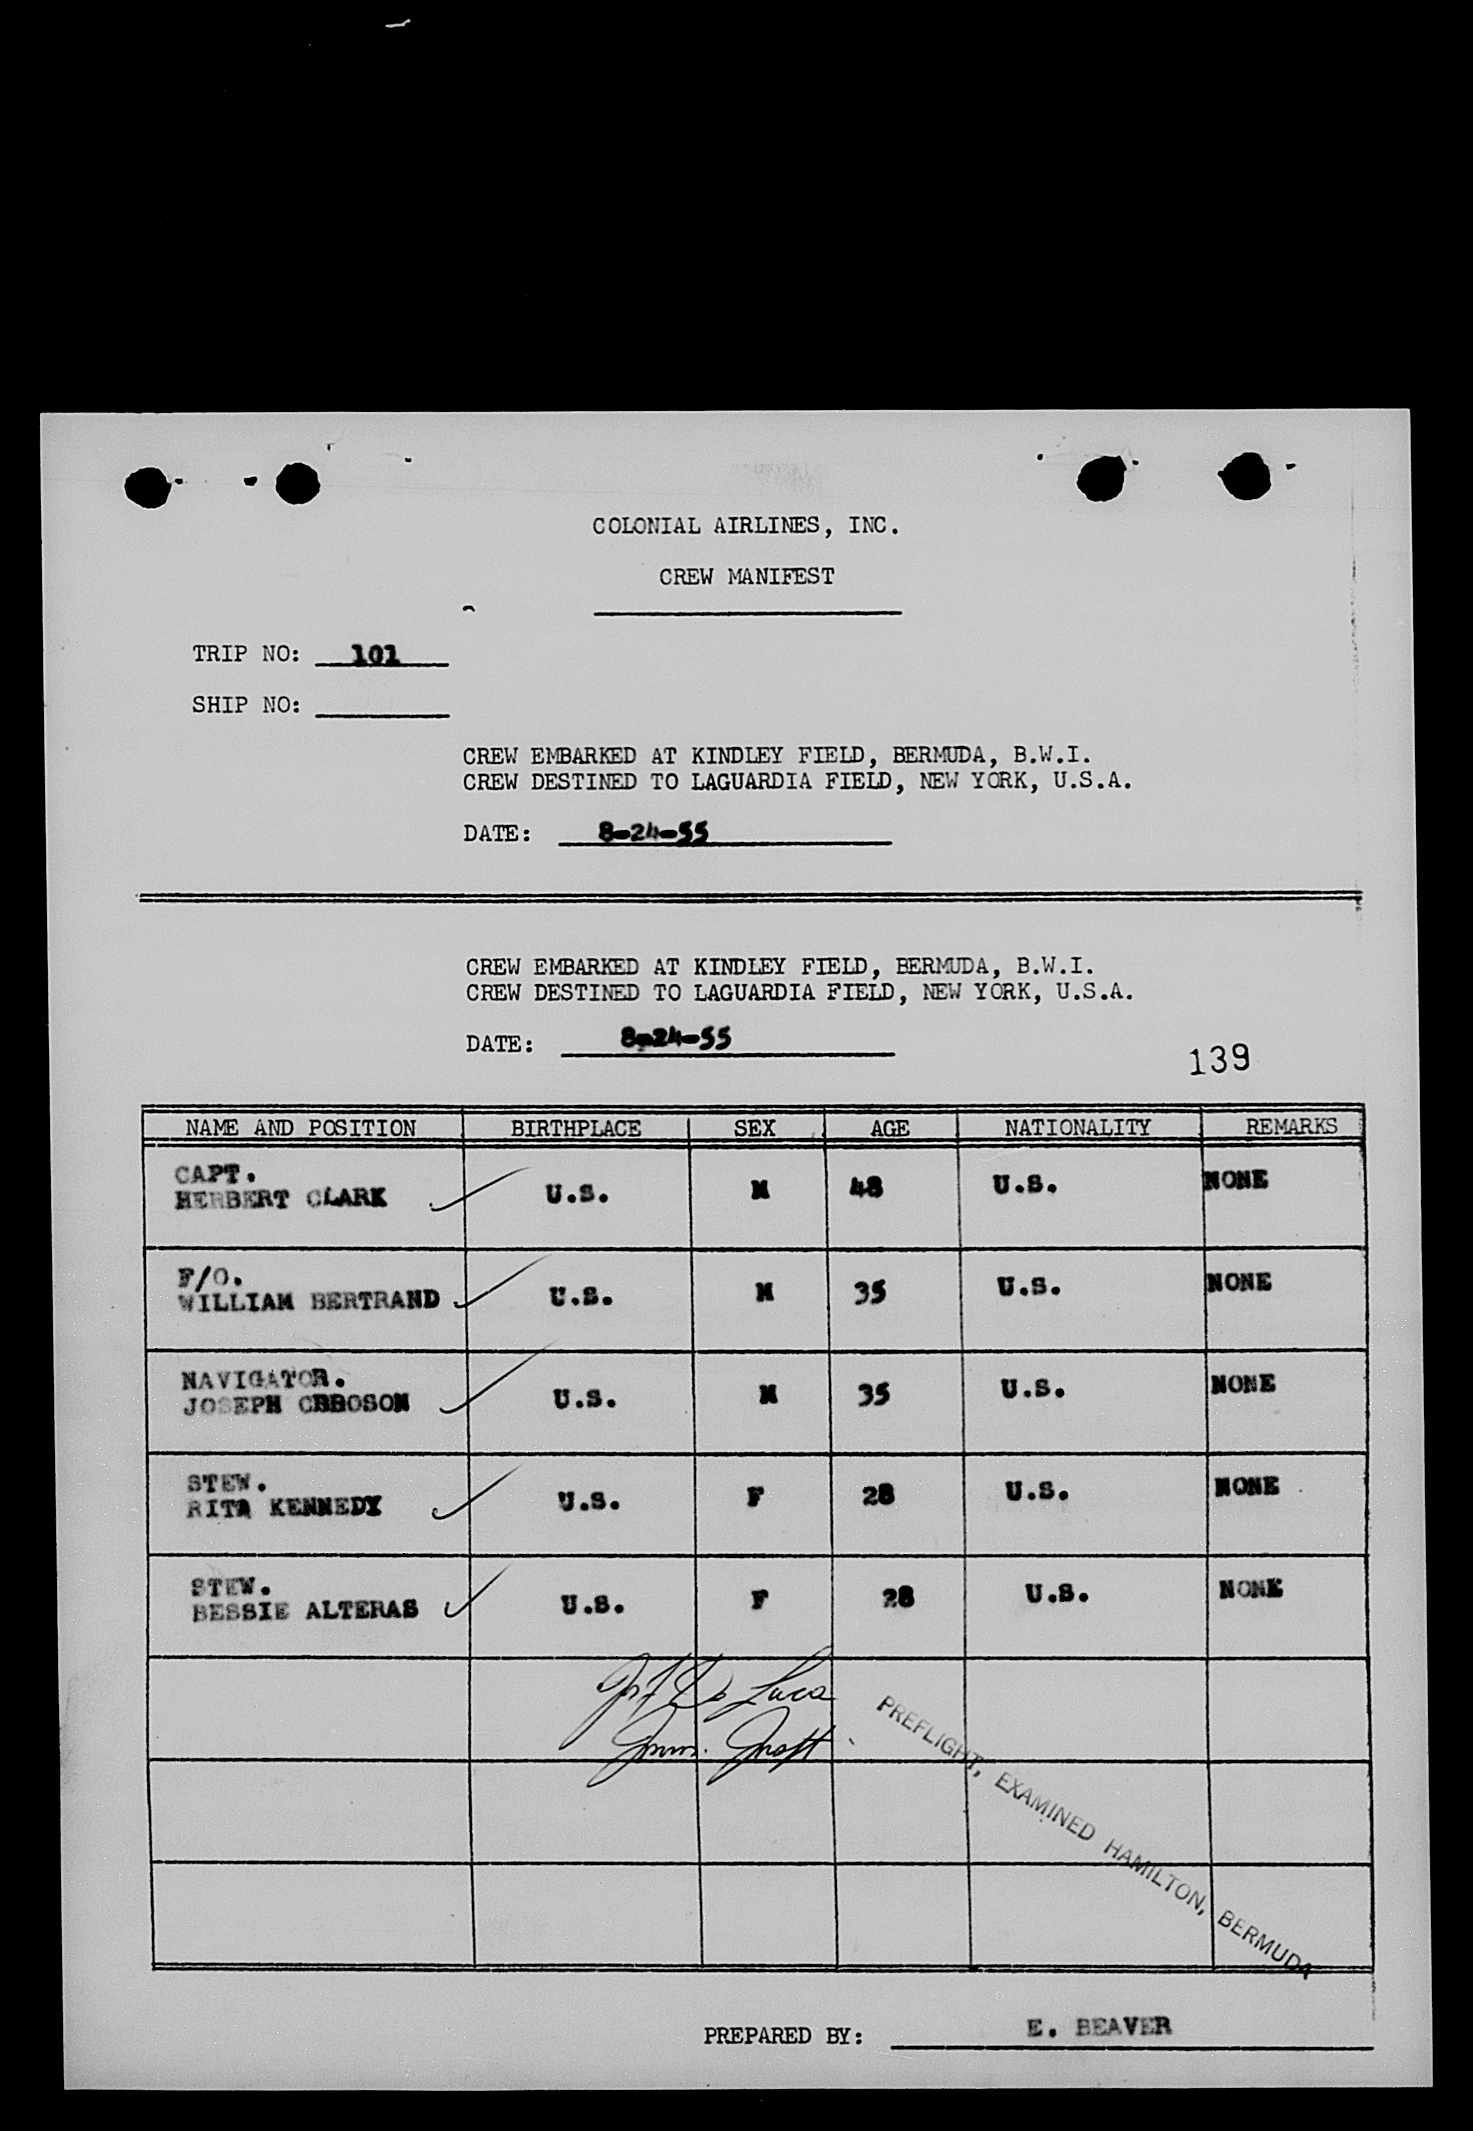 COLONIAL AIRLINES, INC.
CREW MANIFEST
TRIP NO: 101
SHIP NO:
CREW EMBARKED AT KINDLEY FIELD, BERMUDA, B.W.I.
CREW DESTINED TO LAGUARDIA FIELD, NEW YORK, U.S.A.
DATE: 8-24-55
CREW EMBARKED AT KINDLEY FIELD, BERMUDA, B.W.I.
CREW DESTINED TO LAGUARDIA FIELD, NEW YORK, U.S.A.
DATE: 8-24-55
139
NAME AND POSITION BIRTHPLACE SEX AGE NATIONALITY REMARKS
CAPT.
HERBERT CLARK U.S. M 48 U.S. NONE
F/O.
WILLIAM BERTRAND U.S. M 35 U.S. NONE
NAVIGATOR.
JOSEPH U.S. M 35 U.S. NONE
STEW.
RITA KENNEDY U.S. F 28 U.S. NONE
STEW.
BESSIE ALTERAS U.S. F 28 U.S. NONE
De Luca
Imm. Insp
PREFLIGHT, EXAMINED HAMILTON, BERMUDA
PREPARED BY: E. BEAVER